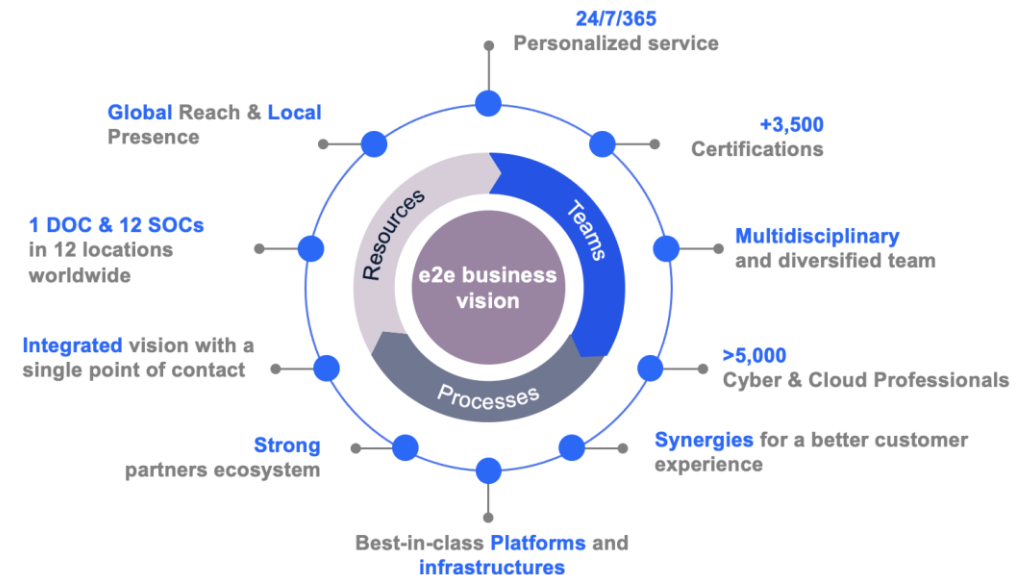 24/7/365
Personalized service
Global Reach & Local
Presence
+3,500
Certifications
1 DOC & 12 SOCs
in 12 locations
worldwide
Multidisciplinary
and diversified team
Resources
Teams
e2e business
vision
Processes
Integrated vision with a
single point of contact
>5,000
Cyber & Cloud Professionals
Strong
partners ecosystem
Synergies for a better customer
experience
Best-in-class Platforms and
infrastructures